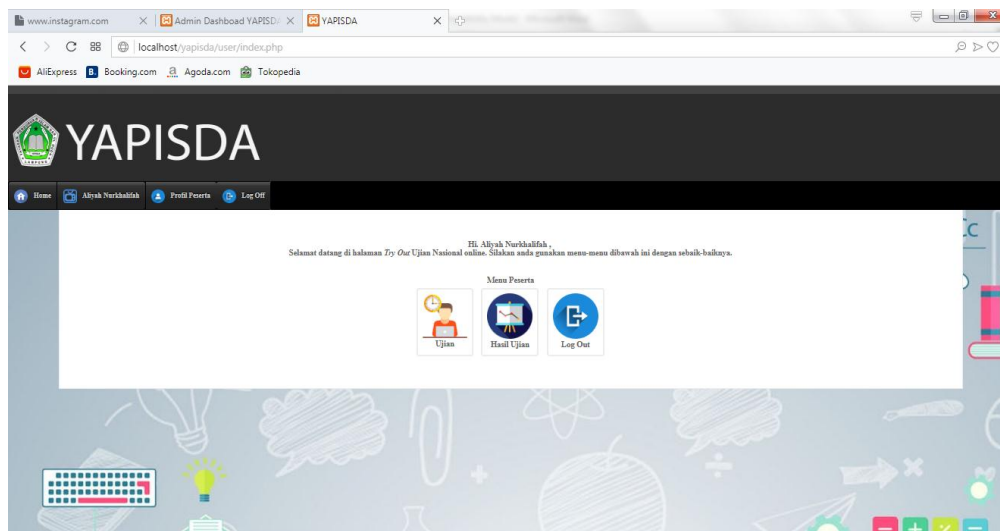 www.instagram.com
Admin Dashboad YAPISDA
YAPISDA
localhost/yapisda/user/index.php
AliExpress
B. Booking.com
a Agoda.com
Tokopedia
YAPISDA
Home
Aliyah Nurkhalifah
Profil Peserta
Log Off
Hi. Aliyah Nurkhalifah ,
Selamat datang di halaman Try Out Ujian Nasional online. Silakan anda gunakan menu-menu dibawah ini dengan sebaik-baiknya.
Menu Peserta
Ujian
Hasil Ujian
Log Out